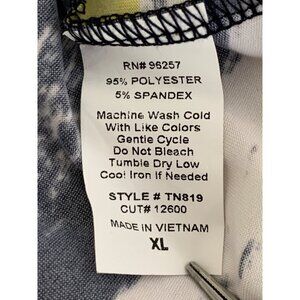 RN# 96257
95% POLYESTER
5% SPANDEX
Machine Wash Cold
With Like Colors
Gentle Cycle
Do Not Bleach
Tumble Dry Low
Cool Iron If Needed
STYLE # TN819
CUT# 12600
MADE IN VIETNAM
XL